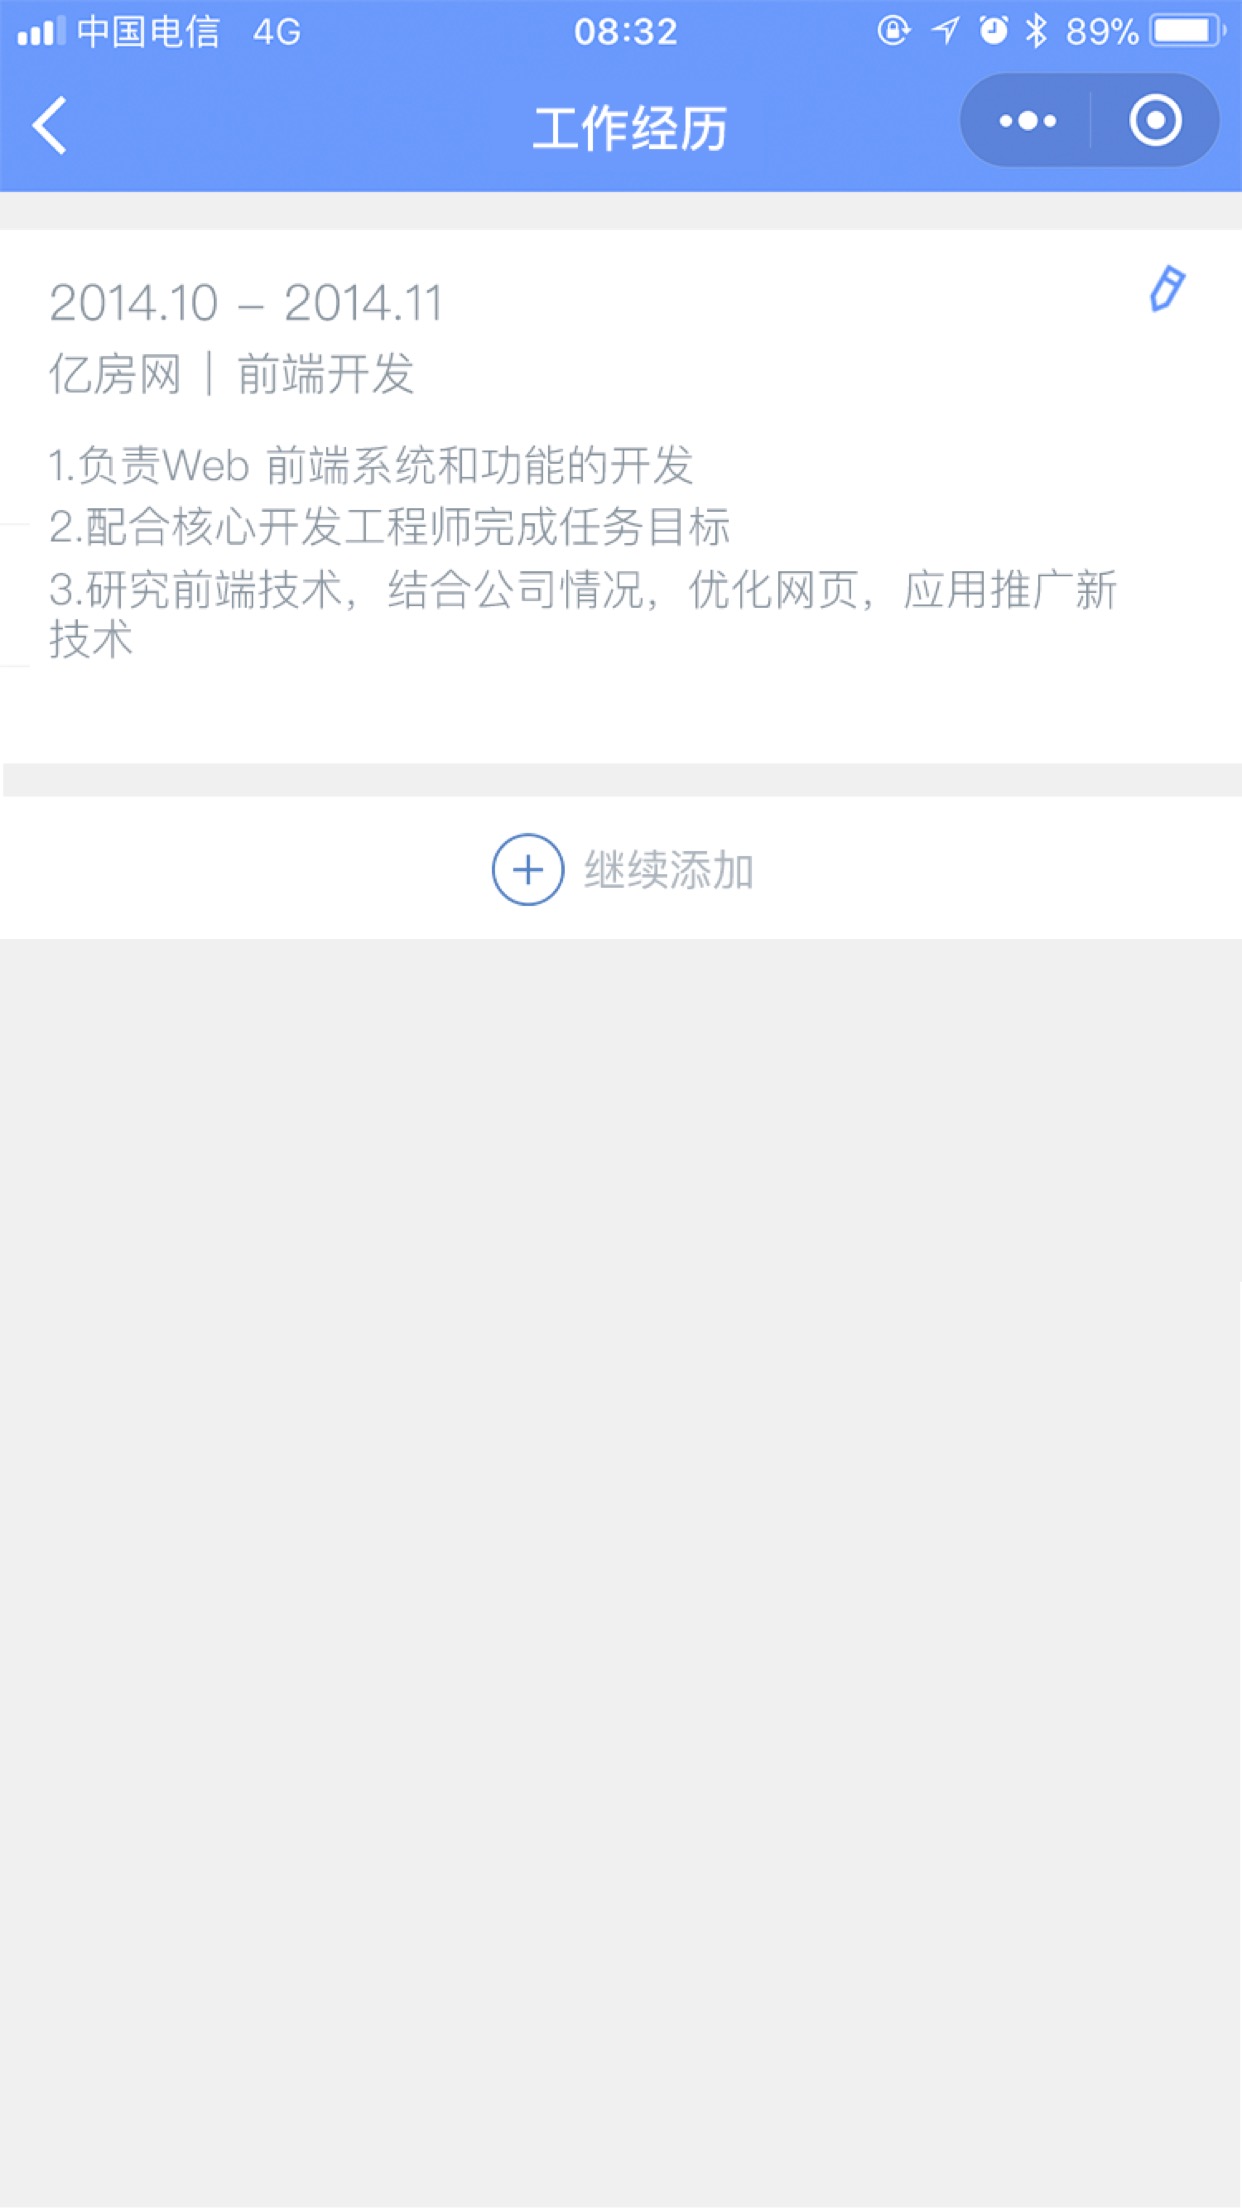 中国电信 4G 08:32 89%
工作经历
2014.10 – 2014.11
亿房网 | 前端开发
1.负责Web 前端系统和功能的开发
2.配合核心开发工程师完成任务目标
3.研究前端技术，结合公司情况，优化网页，应用推广新
技术
继续添加